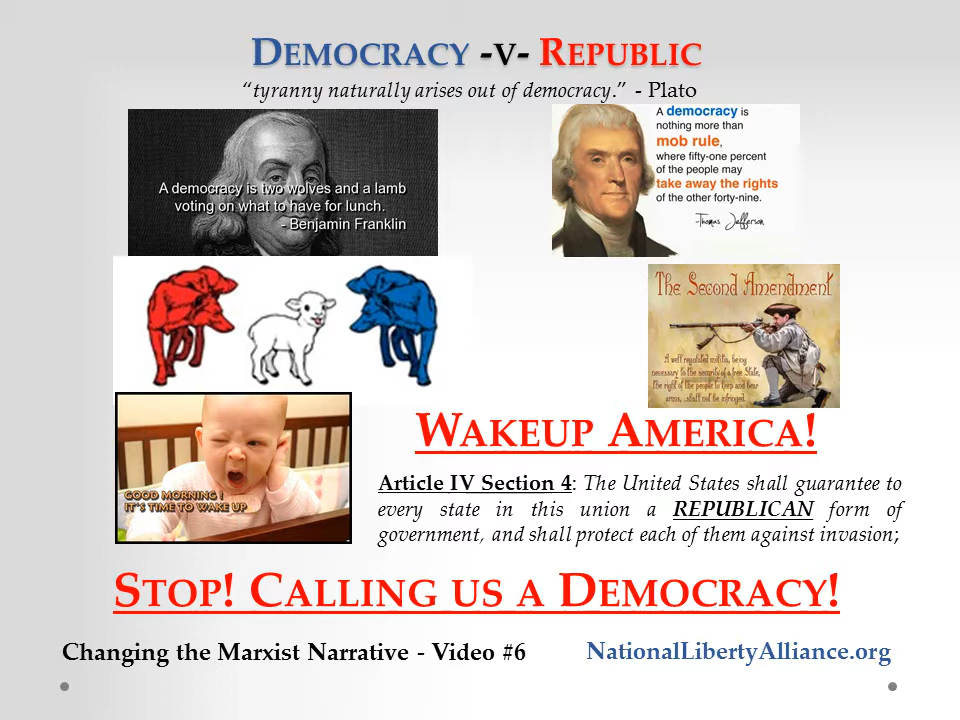 DEMOCRACY -V- REPUBLIC
“tyranny naturally arises out of democracy.” - Plato
A democracy is two wolves and a lamb
voting on what to have for lunch.
- Benjamin Franklin
A democracy is
nothing more than
mob rule,
where fifty-one percent
of the people may
take away the rights
of the other forty-nine.
-Thomas Jefferson
The Second Amendment
A well regulated militia, being
necessary to the security of a free State,
the right of the people to keep and bear
arms, ..shall not be infringed.
GOOD MORNING !
IT'S TIME TO WAKE UP
WAKEUP AMERICA!
Article IV Section 4: The United States shall guarantee to
every state in this union a REPUBLICAN form of
government, and shall protect each of them against invasion;
STOP! CALLING US A DEMOCRACY!
Changing the Marxist Narrative - Video #6
NationalLibertyAlliance.org